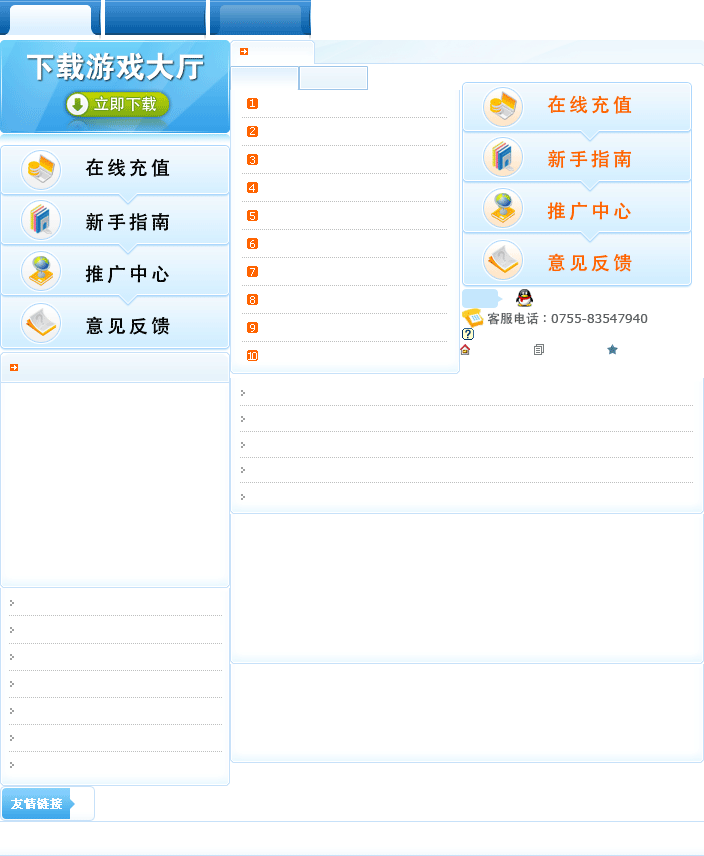 下载游戏大厅
立即下载
在线充值
新手指南
推广中心
意见反馈
1
2
3
4
5
6
7
8
9
10
在线充值
新手指南
推广中心
意见反馈
客服电话：0755-83547940
?
友情链接